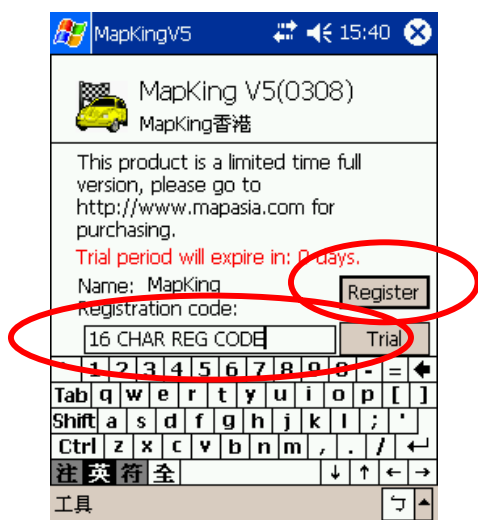 MapKingV5 15:40
MapKing V5(0308)
MapKing香港
This product is a limited time full
version, please go to
http://www.mapasia.com for
purchasing.
Trial period will expire in: 0 days.
Name: MapKing
Register
Registration code:
16 CHAR REG CODE
Trial
1 2 3 4 5 6 7 8 9 0 - =
Tab q w e r t y u i o p [ ]
Shift a s d f g h j k l ; '
Ctrl z x c v b n m , . /
注 英 符 全 ↓ ↑ ← →
工具 ㄅ